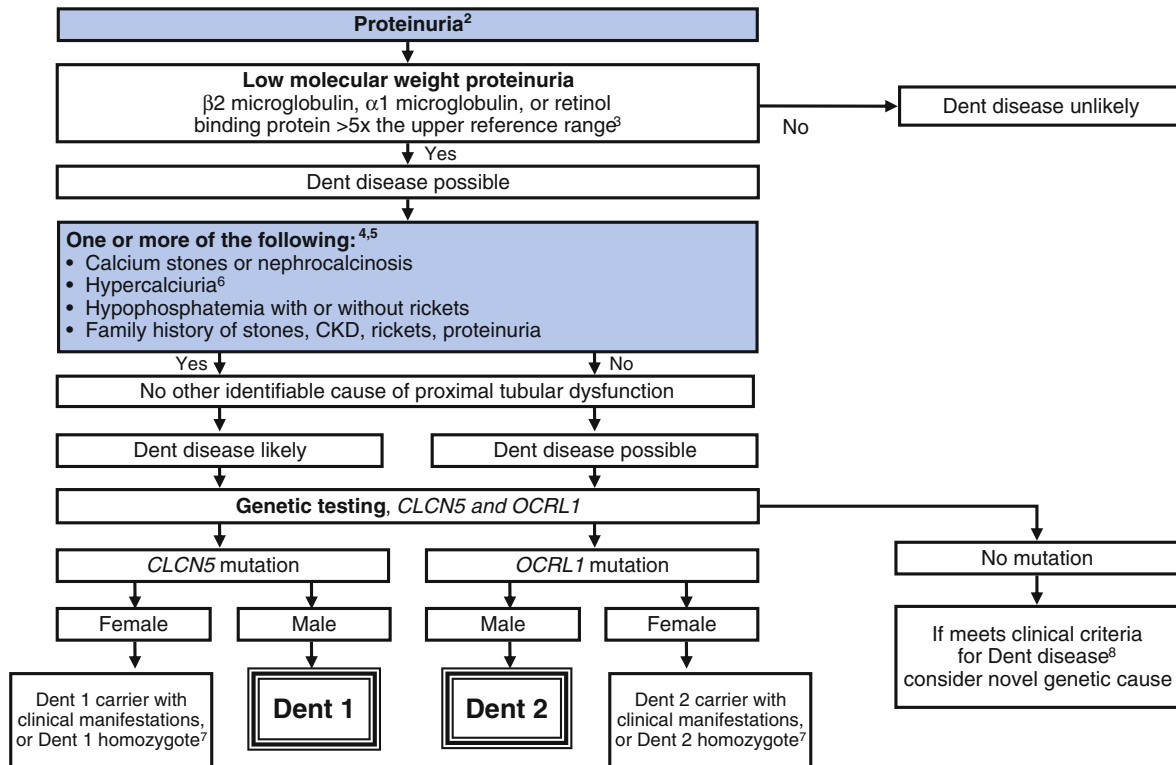 Proteinuria2
Low molecular weight proteinuria
β2 microglobulin, α1 microglobulin, or retinol
binding protein >5x the upper reference range3
No
Dent disease unlikely
Yes
Dent disease possible
One or more of the following: 4,5
• Calcium stones or nephrocalcinosis
• Hypercalciuria6
• Hypophosphatemia with or without rickets
• Family history of stones, CKD, rickets, proteinuria
Yes
No
No other identifiable cause of proximal tubular dysfunction
Dent disease likely
Dent disease possible
Genetic testing, CLCN5 and OCRL1
CLCN5 mutation
OCRL1 mutation
No mutation
Female
Male
Male
Female
If meets clinical criteria
for Dent disease8
consider novel genetic cause
Dent 1 carrier with
clinical manifestations,
or Dent 1 homozygote7
Dent 1
Dent 2
Dent 2 carrier with
clinical manifestations,
or Dent 2 homozygote7